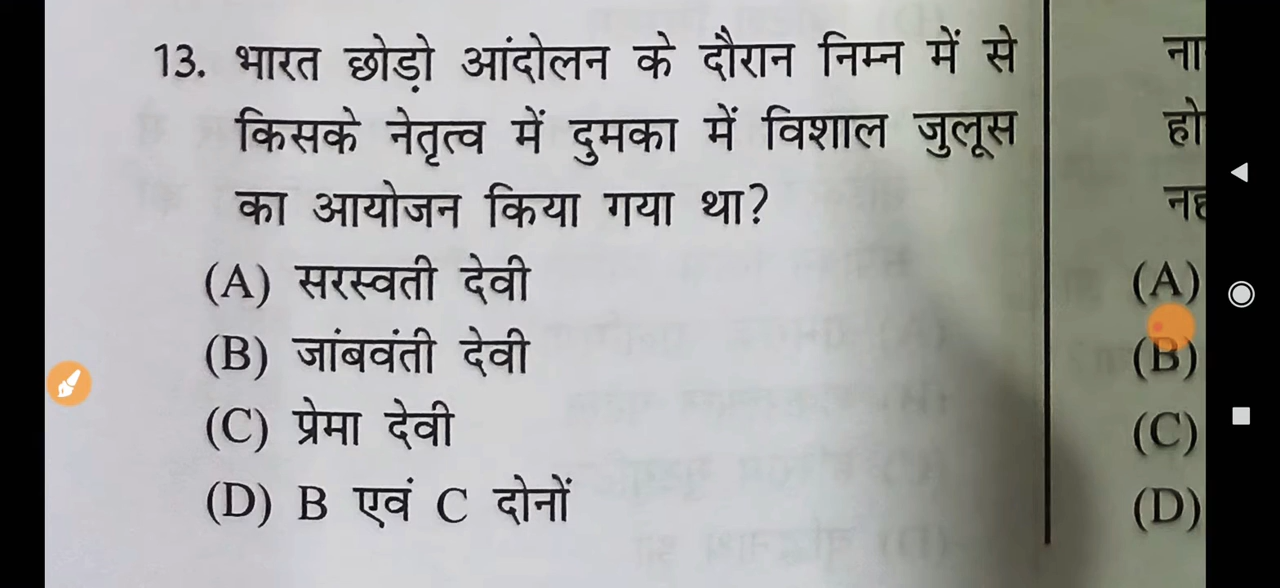 13. भारत छोड़ो आंदोलन के दौरान निम्न में से
किसके नेतृत्व में दुमका में विशाल जुलूस
का आयोजन किया गया था?
(A) सरस्वती देवी
(B) जांबवंती देवी
(C) प्रेमा देवी
(D) B एवं C दोनों
ना
हो
(A)
(B)
(C)
(D)